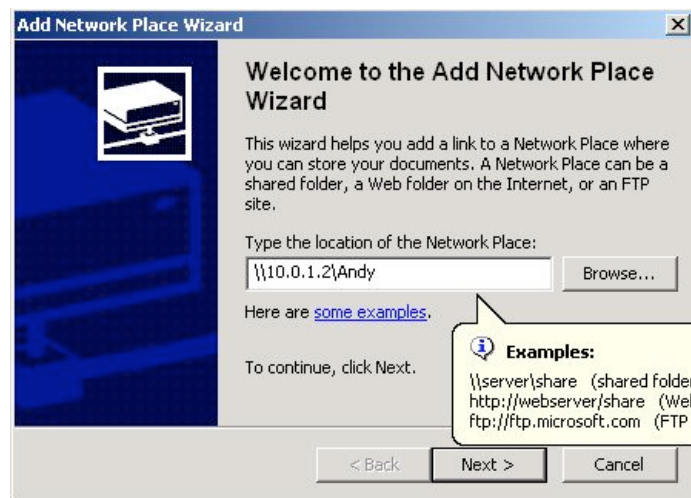 Add Network Place Wizard
Welcome to the Add Network Place
Wizard
This wizard helps you add a link to a Network Place where
you can store your documents. A Network Place can be a
shared folder, a Web folder on the Internet, or an FTP
site.
Type the location of the Network Place:
\\10.0.1.2\Andy
Browse...
Here are some examples.
Examples:
To continue, click Next.
\\server\share (shared folder
http://webserver/share (We
ftp://ftp.microsoft.com (FTP
< Back
Next >
Cancel